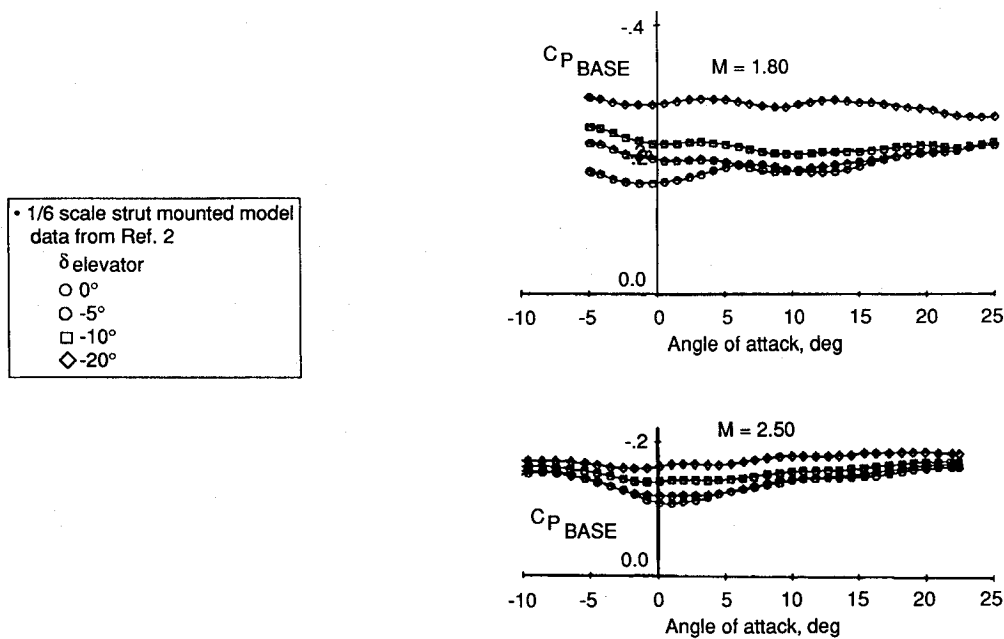 • 1/6 scale strut mounted model
data from Ref. 2
δ elevator
0°
-5°
-10°
-20°
-.4
CP BASE
M = 1.80
0.0
-10 -5 0 5 10 15 20 25
Angle of attack, deg
-.2
M = 2.50
CP BASE
0.0
-10 -5 0 5 10 15 20 25
Angle of attack, deg